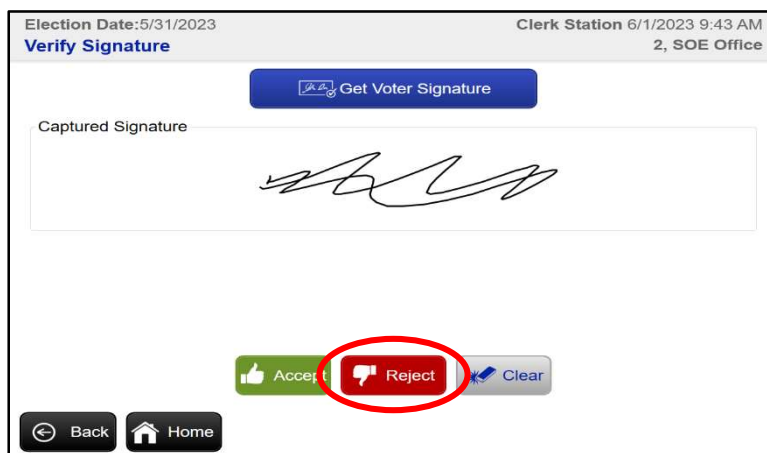 Election Date:5/31/2023 Clerk Station 6/1/2023 9:43 AM
Verify Signature 2, SOE Office
Get Voter Signature
Captured Signature
Accept Reject Clear
Back Home